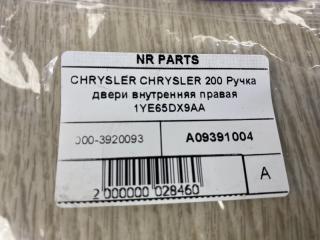 NR PARTS
CHRYSLER CHRYSLER 200 Ручка
двери внутренняя правая
1YE65DX9AA
000-3920093 A09391004
2 000000 028460 A